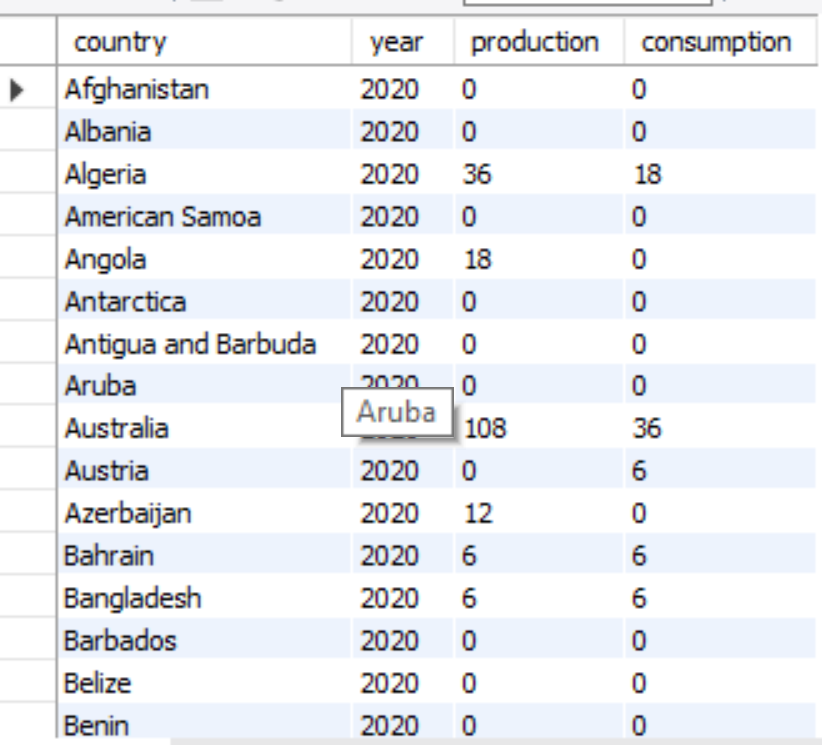 country year production consumption
Afghanistan 2020 0 0
Albania 2020 0 0
Algeria 2020 36 18
American Samoa 2020 0 0
Angola 2020 18 0
Antarctica 2020 0 0
Antigua and Barbuda 2020 0 0
Aruba 2020 0 0
Aruba
Australia 108 36
Austria 2020 0 6
Azerbaijan 2020 12 0
Bahrain 2020 6 6
Bangladesh 2020 6 6
Barbados 2020 0 0
Belize 2020 0 0
Benin 2020 0 0